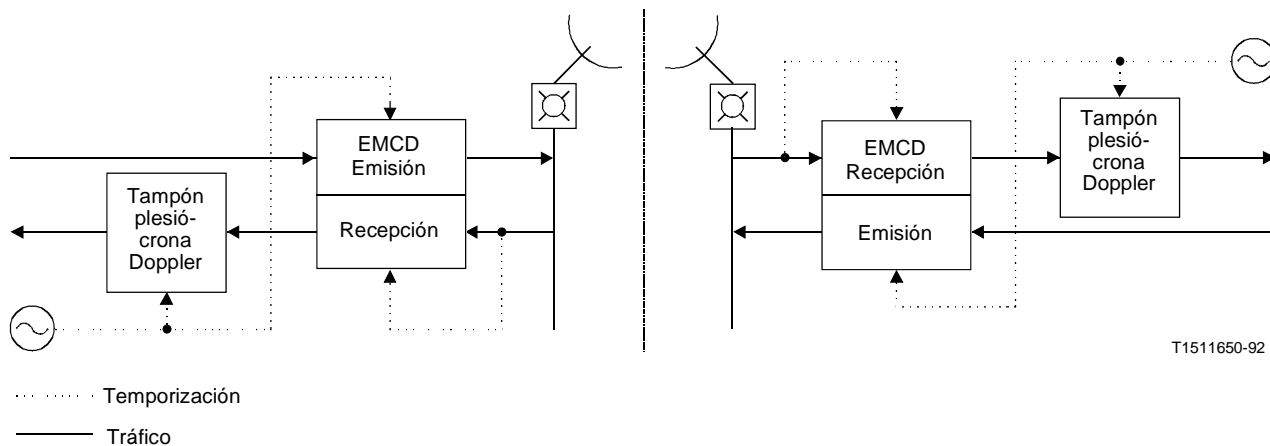 EMCD
Emisión
Recepción
Tampón
plesió-
crona
Doppler
EMCD
Recepción
Emisión
Tampón
plesió-
crona
Doppler
T1511650-92
Temporización
Tráfico